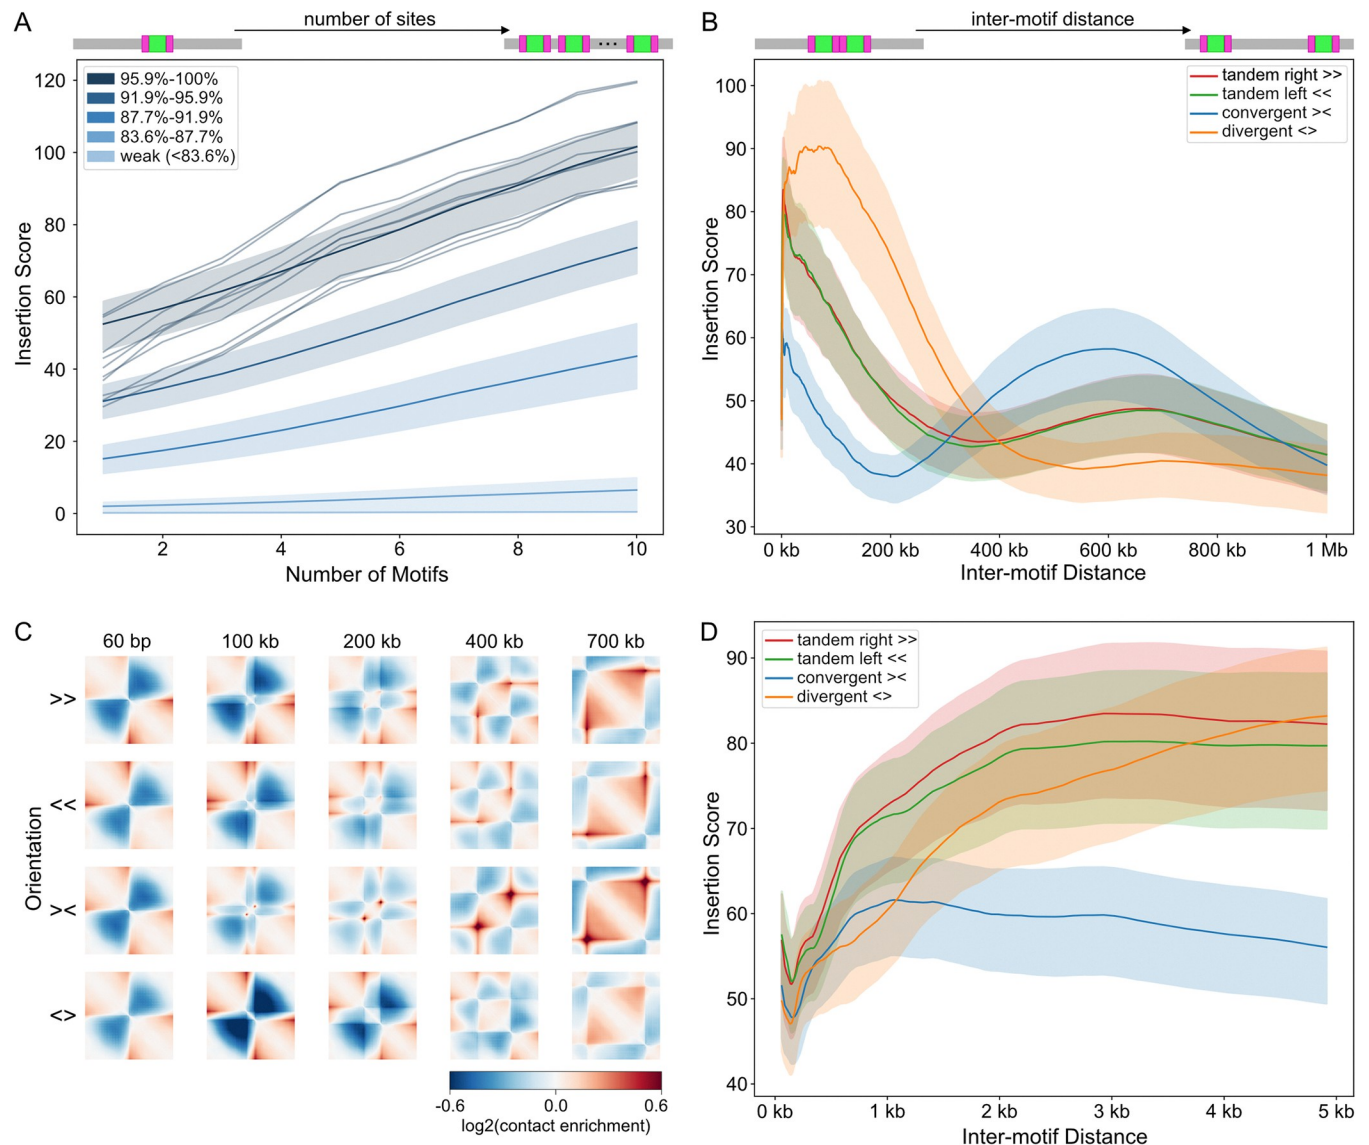 A
number of sites
...
120
100
80
60
40
20
0
Insertion Score
95.9%-100%
91.9%-95.9%
87.7%-91.9%
83.6%-87.7%
weak (<83.6%)
2
4
6
8
10
Number of Motifs
B
inter-motif distance
100
90
80
70
60
50
40
30
Insertion Score
tandem right >>
tandem left <<
convergent ><
divergent <>
0 kb
200 kb
400 kb
600 kb
800 kb
1 Mb
Inter-motif Distance
C
60 bp
100 kb
200 kb
400 kb
700 kb
Orientation
>>
<<
><
<>
-0.6
0.0
0.6
log2(contact enrichment)
D
90
80
70
60
50
40
Insertion Score
tandem right >>
tandem left <<
convergent ><
divergent <>
0 kb
1 kb
2 kb
3 kb
4 kb
5 kb
Inter-motif Distance